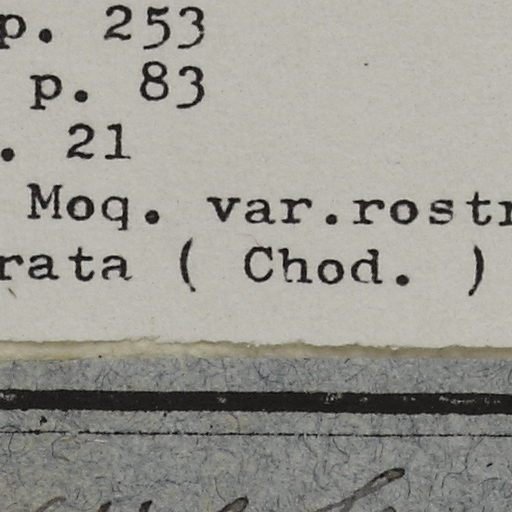 p. 253
p. 83
. 21
Moq. var.rostr
rata ( Chod. )